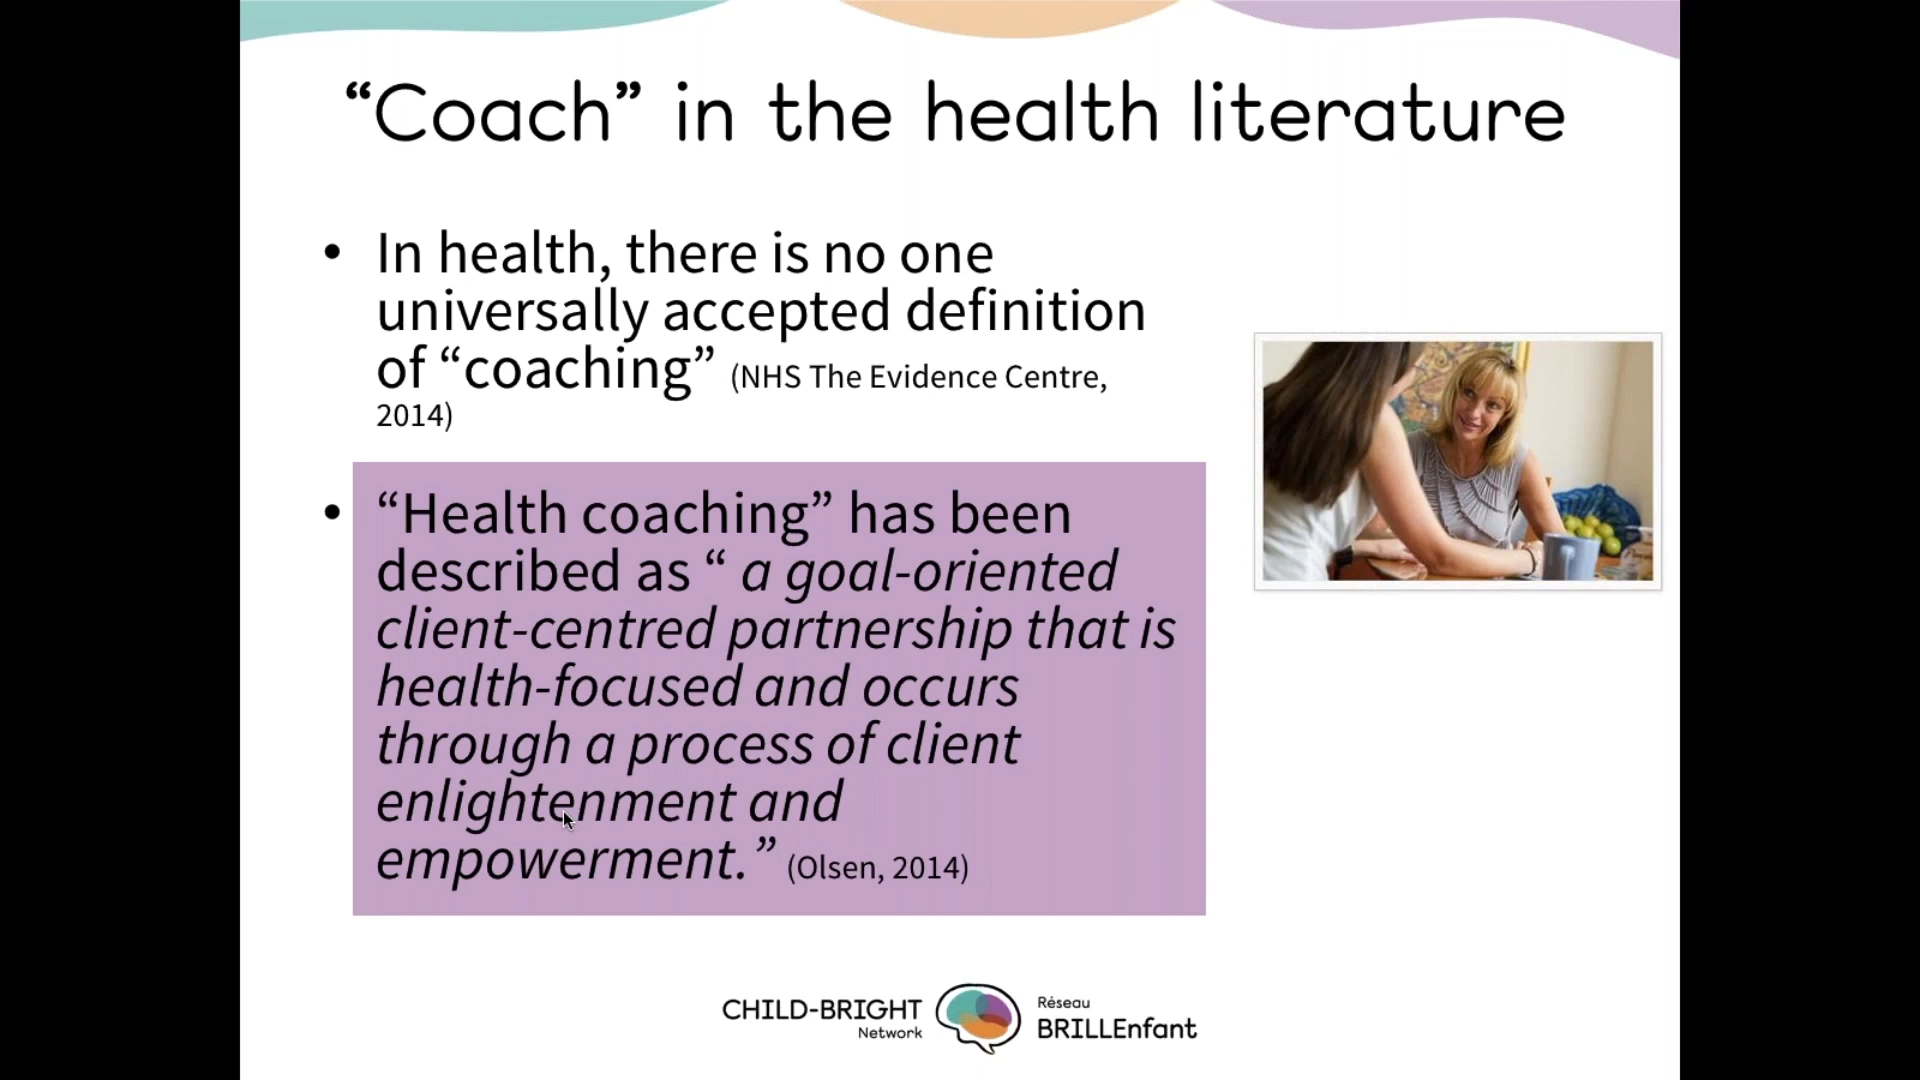 “Coach” in the health literature
• In health, there is no one
universally accepted definition
of “coaching” (NHS The Evidence Centre,
2014)
• “Health coaching” has been
described as “ a goal-oriented
client-centred partnership that is
health-focused and occurs
through a process of client
enlightenment and
empowerment.” (Olsen, 2014)
CHILD-BRIGHT
Network
Réseau
BRILLEnfant